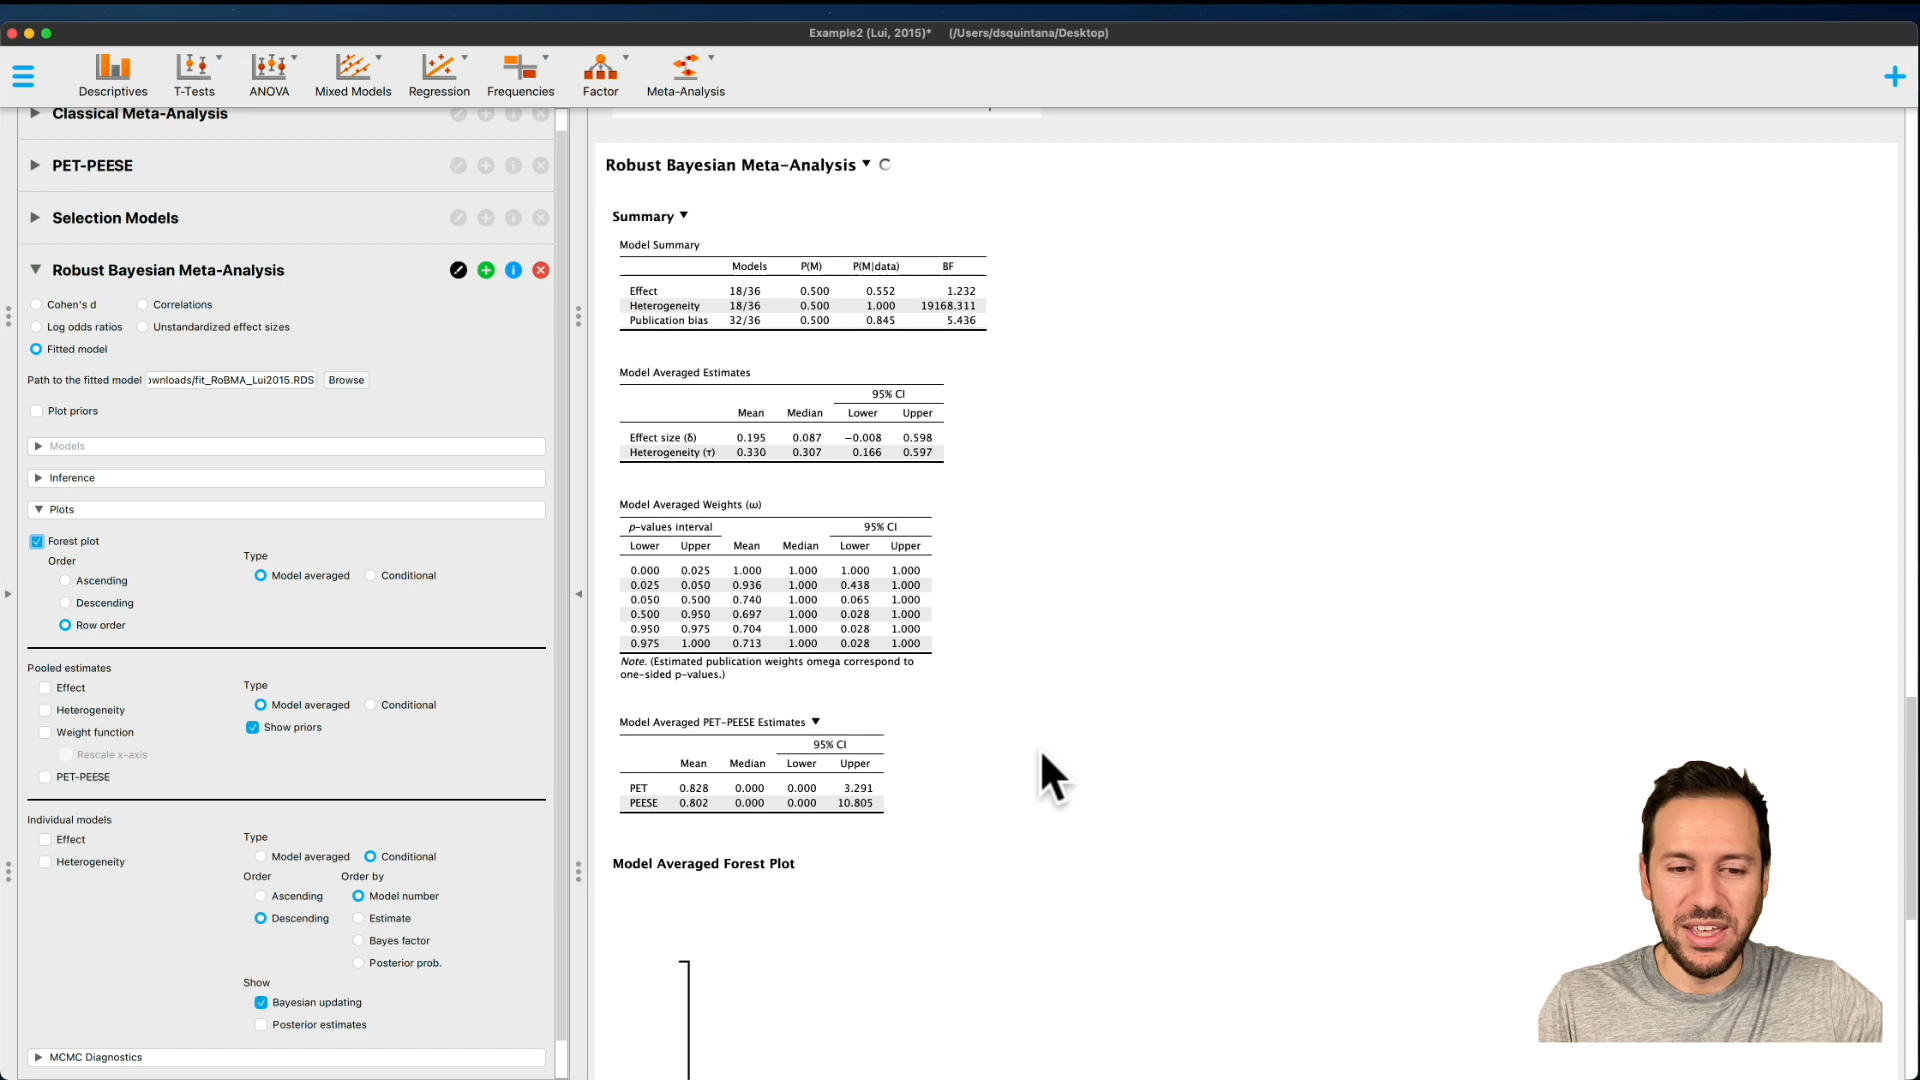 Example2 (Lui, 2015)* (/Users/dsquintana/Desktop)
Descriptives T-Tests ANOVA Mixed Models Regression Frequencies Factor Meta-Analysis
Classical Meta-Analysis
PET-PEESE
Selection Models
Robust Bayesian Meta-Analysis
Cohen's d Correlations
Log odds ratios Unstandardized effect sizes
Fitted model
Path to the fitted model ownloads/fit_RoBMA_Lui2015.RDS Browse
Plot priors
Models
Inference
Plots
Forest plot
Order Type
Ascending Model averaged Conditional
Descending
Row order
Pooled estimates
Effect Type
Heterogeneity Model averaged Conditional
Weight function Show priors
Rescale x-axis
PET-PEESE
Individual models
Effect Type
Heterogeneity Model averaged Conditional
Order Order by
Ascending Model number
Descending Estimate
Bayes factor
Posterior prob.
Show
Bayesian updating
Posterior estimates
MCMC Diagnostics
Robust Bayesian Meta-Analysis
Summary
Model Summary
Models P(M) P(M|data) BF
Effect 18/36 0.500 0.552 1.232
Heterogeneity 18/36 0.500 1.000 19168.311
Publication bias 32/36 0.500 0.845 5.436
Model Averaged Estimates
95% CI
Mean Median Lower Upper
Effect size (δ) 0.195 0.087 −0.008 0.598
Heterogeneity (τ) 0.330 0.307 0.166 0.597
Model Averaged Weights (ω)
p-values interval 95% CI
Lower Upper Mean Median Lower Upper
0.000 0.025 1.000 1.000 1.000 1.000
0.025 0.050 0.936 1.000 0.438 1.000
0.050 0.500 0.740 1.000 0.065 1.000
0.500 0.950 0.697 1.000 0.028 1.000
0.950 0.975 0.704 1.000 0.028 1.000
0.975 1.000 0.713 1.000 0.028 1.000
Note. (Estimated publication weights omega correspond to
one-sided p-values.)
Model Averaged PET-PEESE Estimates
95% CI
Mean Median Lower Upper
PET 0.828 0.000 0.000 3.291
PEESE 0.802 0.000 0.000 10.805
Model Averaged Forest Plot